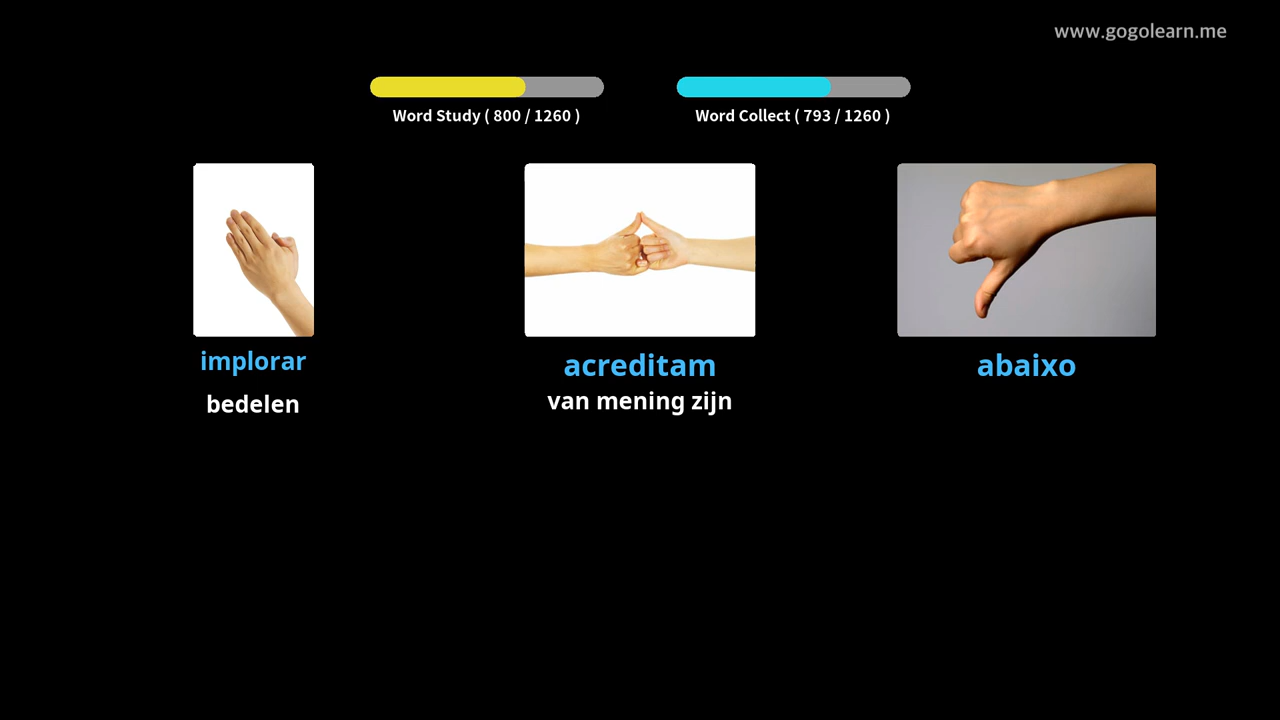 www.gogolearn.me
Word Study ( 800 / 1260 )
Word Collect ( 793 / 1260 )
implorar
bedelen
acreditam
van mening zijn
abaixo